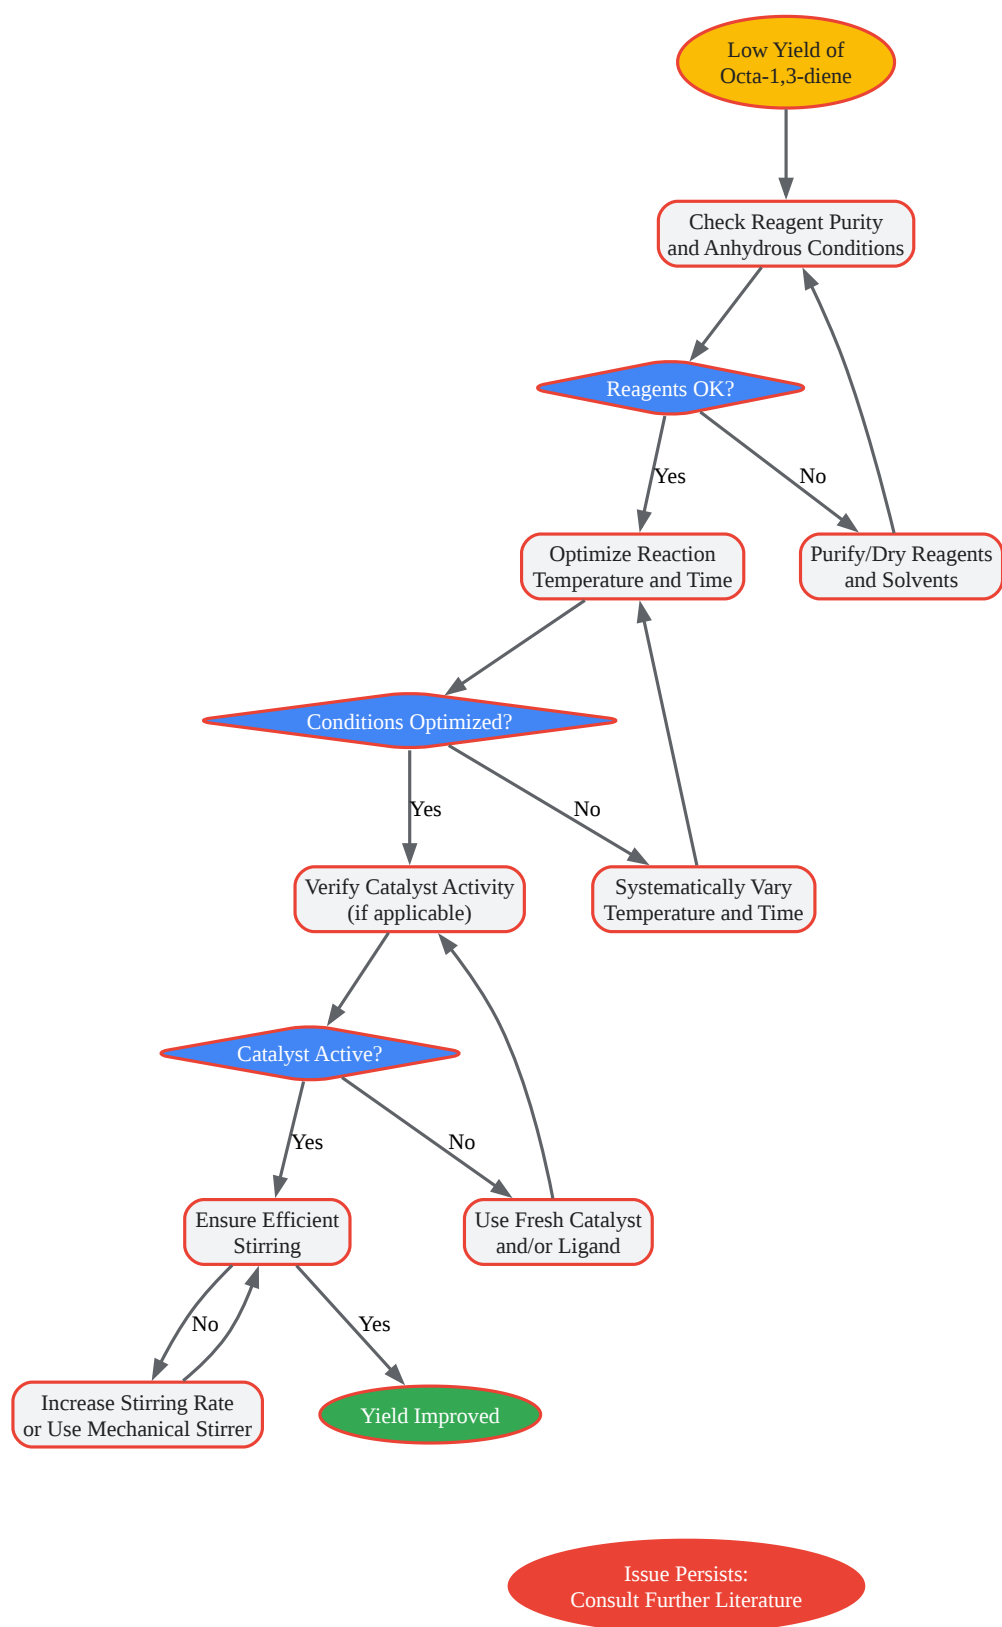 Low Yield of
Octa-1,3-diene
Check Reagent Purity
and Anhydrous Conditions
Reagents OK?
Yes
No
Optimize Reaction
Temperature and Time
Purify/Dry Reagents
and Solvents
Conditions Optimized?
Yes
No
Verify Catalyst Activity
(if applicable)
Systematically Vary
Temperature and Time
Catalyst Active?
Yes
No
Ensure Efficient
Stirring
Use Fresh Catalyst
and/or Ligand
No
Yes
Increase Stirring Rate
or Use Mechanical Stirrer
Yield Improved
Issue Persists:
Consult Further Literature